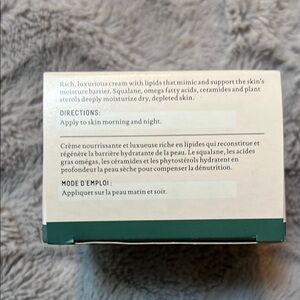 Rich, luxurious cream with lipids that mimic and support the skin's
moisture barrier. Squalane, omega fatty acids, ceramides and plant
sterols deeply moisturize dry, depleted skin.
DIRECTIONS:
Apply to skin morning and night.
Crème nourrissante et luxueuse riche en lipides qui reconstitue et
régénère la barrière hydratante de la peau. Le squalane, les acides
gras omégas, les céramides et les phytostérols hydratent en
profondeur la peau sèche pour compenser la dénutrition.
MODE D'EMPLOI:
Appliquer sur la peau matin et soir.